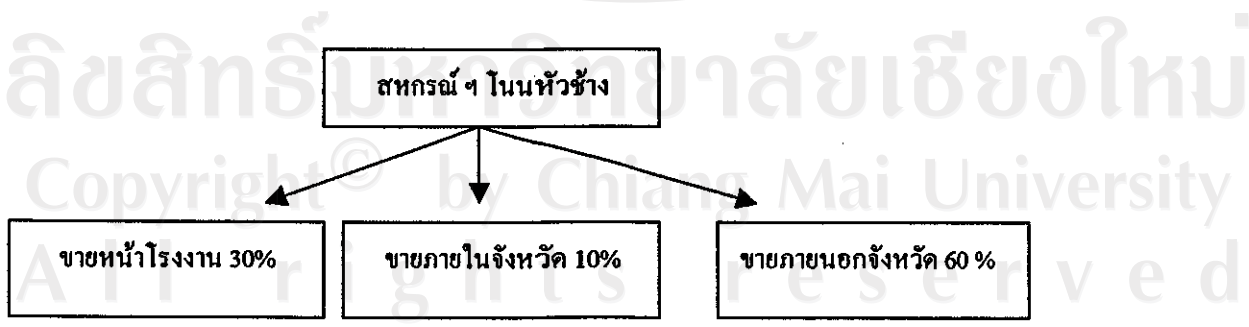 ลิขสิทธิ์มหาวิทยาลัยเชียงใหม่
สหกรณ์ ฯ โนนหัวช้าง
Copyright© by Chiang Mai University
ขายหน้าโรงงาน 30%
ขายภายในจังหวัด 10%
ขายภายนอกจังหวัด 60 %
All rights reserved